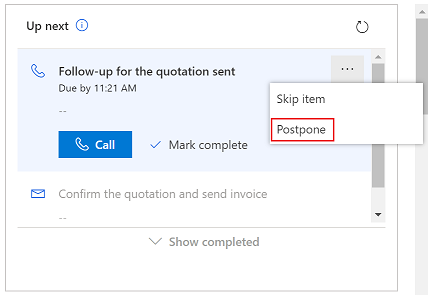 Up next
Follow-up for the quotation sent
Due by 11:21 AM
--
Skip item
Postpone
Call
Mark complete
Confirm the quotation and send invoice
--
Show completed